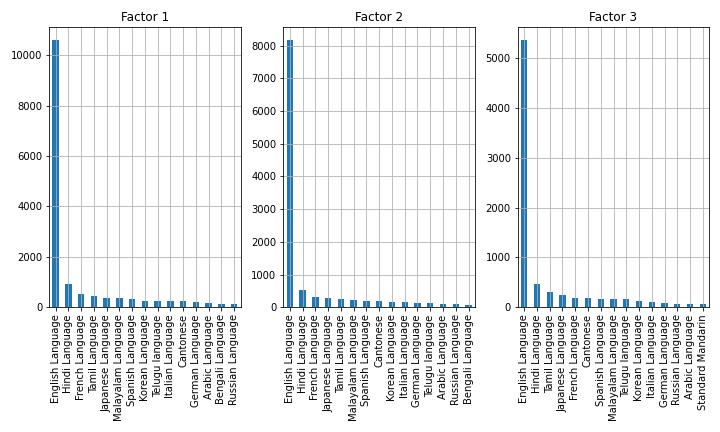 Factor 1
10000
8000
6000
4000
2000
0
English Language
Hindi Language
French Language
Tamil Language
Japanese Language
Malayalam Language
Spanish Language
Korean Language
Telugu language
Italian Language
Cantonese
German Language
Arabic Language
Bengali Language
Russian Language
Factor 2
8000
7000
6000
5000
4000
3000
2000
1000
0
English Language
Hindi Language
French Language
Japanese Language
Tamil Language
Malayalam Language
Spanish Language
Cantonese
Korean Language
Italian Language
German Language
Telugu language
Arabic Language
Russian Language
Bengali Language
Factor 3
5000
4000
3000
2000
1000
0
English Language
Hindi Language
Tamil Language
Japanese Language
French Language
Cantonese
Spanish Language
Malayalam Language
Telugu language
Korean Language
Italian Language
German Language
Russian Language
Arabic Language
Standard Mandarin